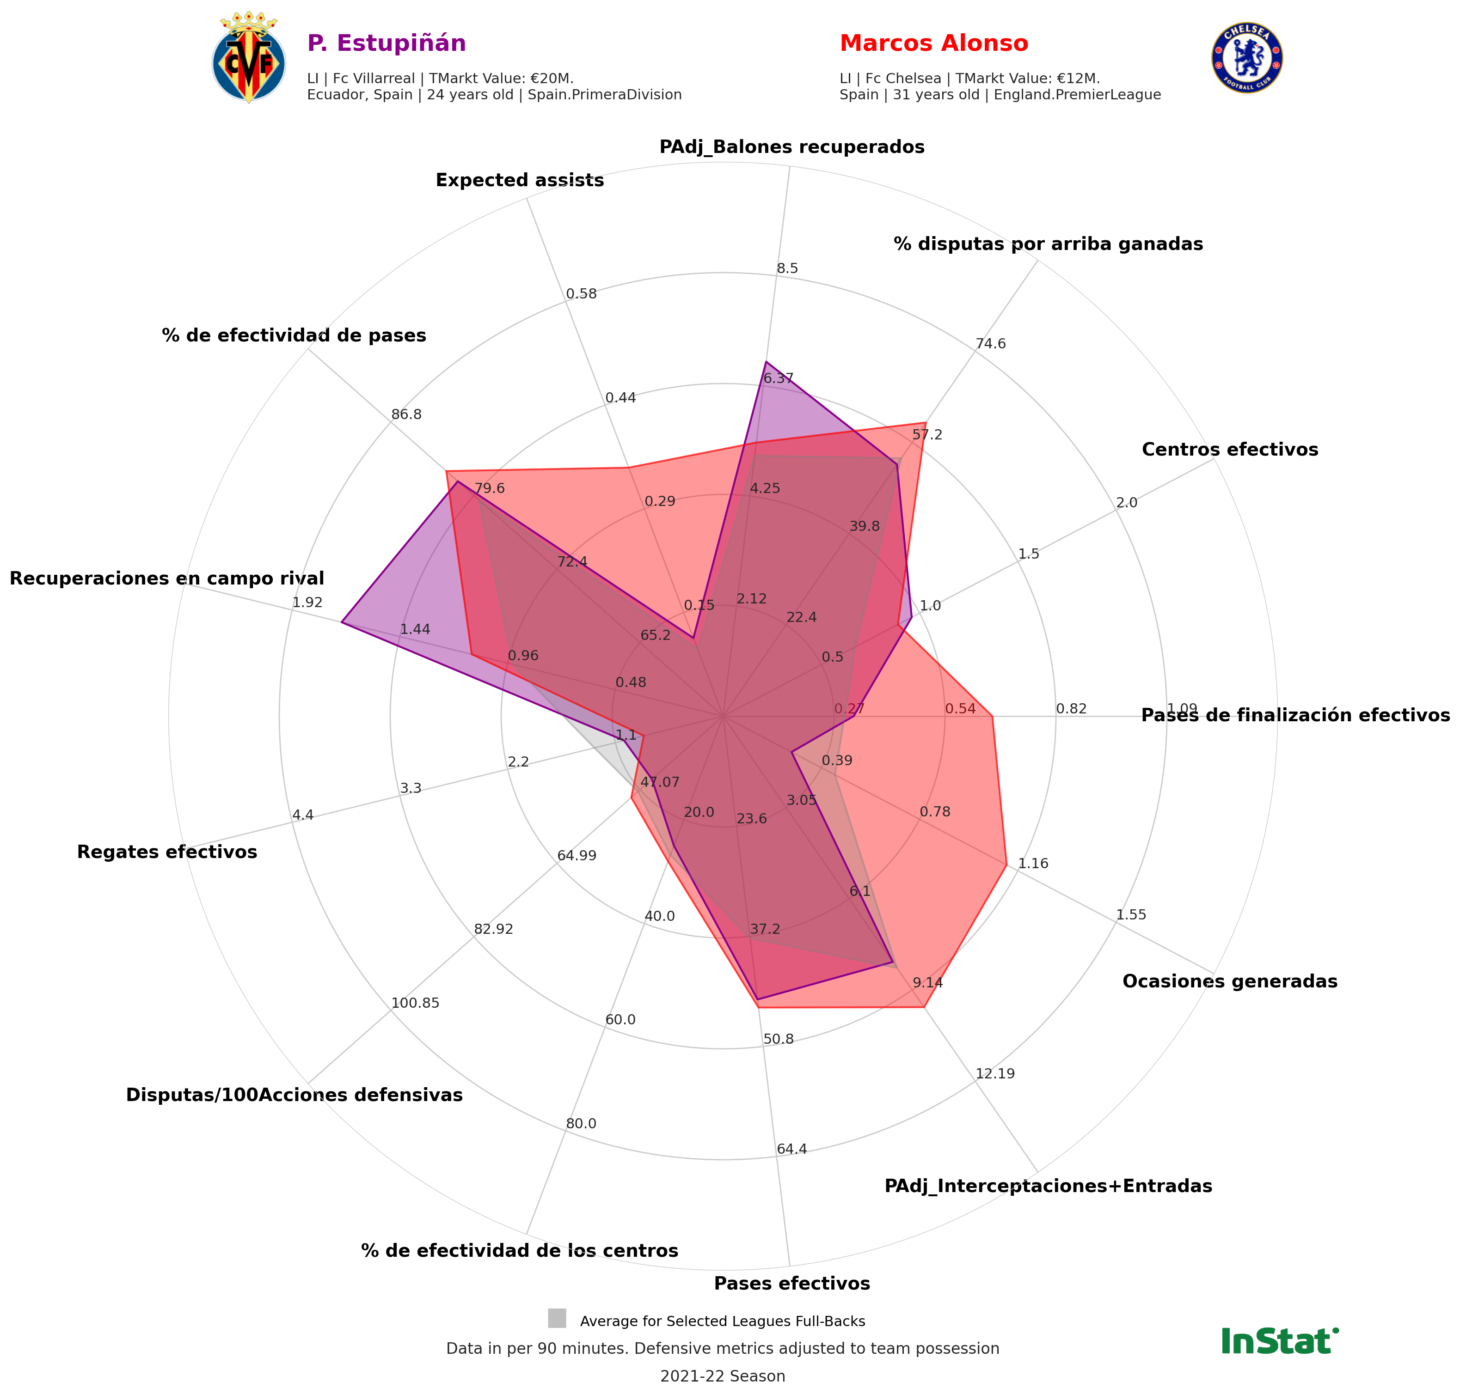 P. Estupiñán
LI | Fc Villarreal | TMarkt Value: €20M.
Ecuador, Spain | 24 years old | Spain.PrimeraDivision
Marcos Alonso
LI | Fc Chelsea | TMarkt Value: €12M.
Spain | 31 years old | England.PremierLeague
CVF
CHELSEA
FOOTBALL CLUB
PAdj_Balones recuperados
Expected assists
% disputas por arriba ganadas
8.5
0.58
% de efectividad de pases
74.6
6.37
0.44
86.8
57.2
Centros efectivos
79.6
4.25
0.29
2.0
39.8
1.5
72.4
Recuperaciones en campo rival
1.92
0.15
2.12
1.0
22.4
1.44
65.2
0.96
0.5
0.48
0.27
0.54
0.82
1.09
Pases de finalización efectivos
1.1
2.2
0.39
47.07
3.3
3.05
4.4
20.0
23.6
0.78
Regates efectivos
64.99
1.16
6.1
40.0
1.55
82.92
37.2
Ocasiones generadas
9.14
100.85
60.0
50.8
12.19
Disputas/100Acciones defensivas
80.0
64.4
PAdj_Interceptaciones+Entradas
% de efectividad de los centros
Pases efectivos
Average for Selected Leagues Full-Backs
Data in per 90 minutes. Defensive metrics adjusted to team possession
2021-22 Season
InStat